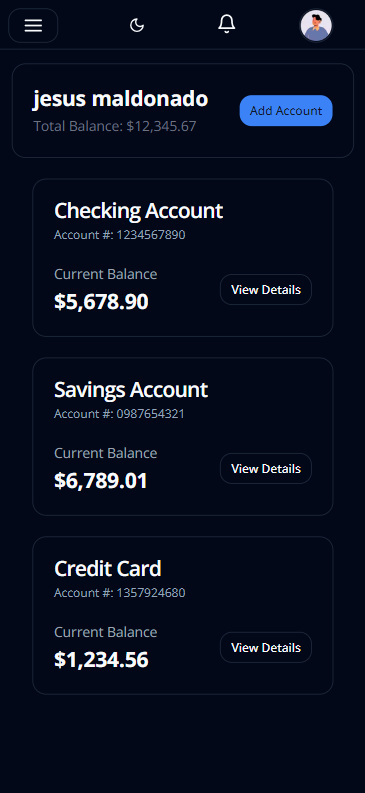 jesus maldonado
Total Balance: $12,345.67
Add Account
Checking Account
Account #: 1234567890
Current Balance
$5,678.90
View Details
Savings Account
Account #: 0987654321
Current Balance
$6,789.01
View Details
Credit Card
Account #: 1357924680
Current Balance
$1,234.56
View Details